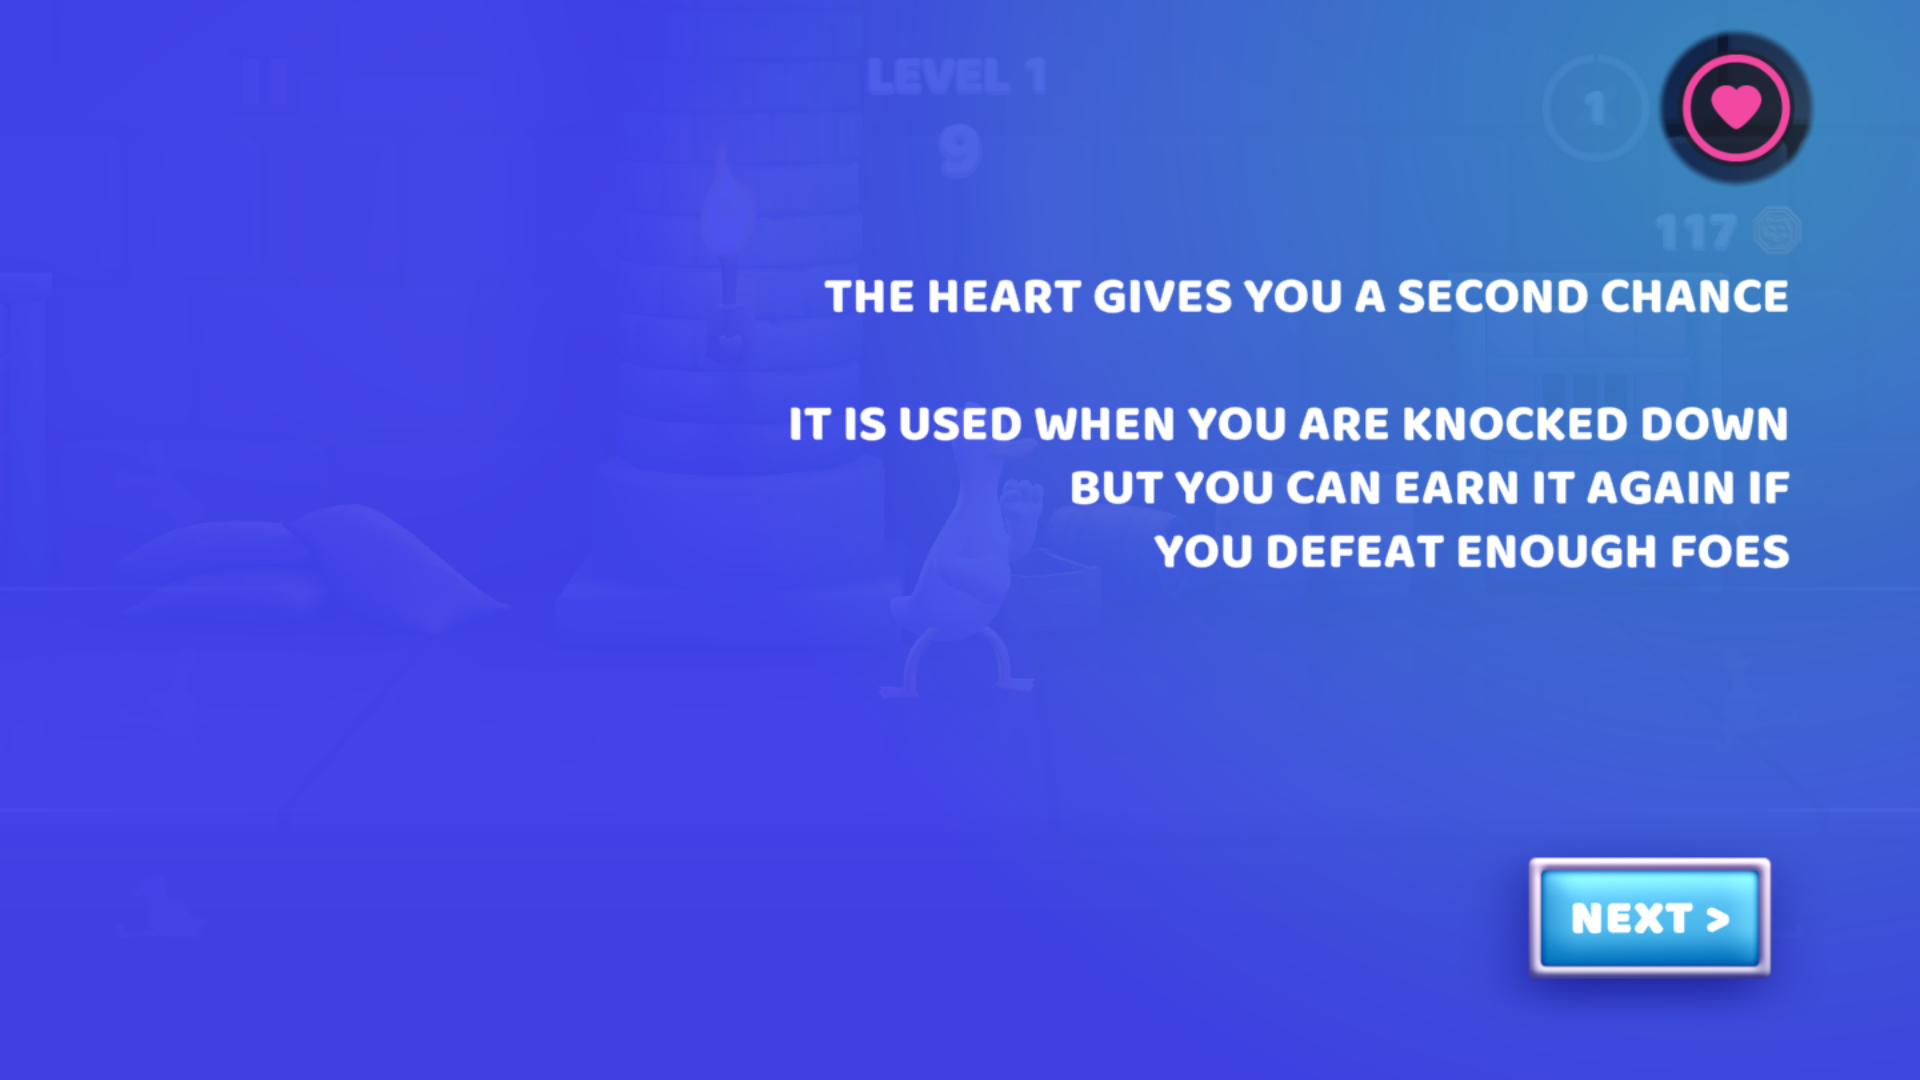 LEVEL 1
9
1
117
THE HEART GIVES YOU A SECOND CHANCE
IT IS USED WHEN YOU ARE KNOCKED DOWN
BUT YOU CAN EARN IT AGAIN IF
YOU DEFEAT ENOUGH FOES
NEXT >